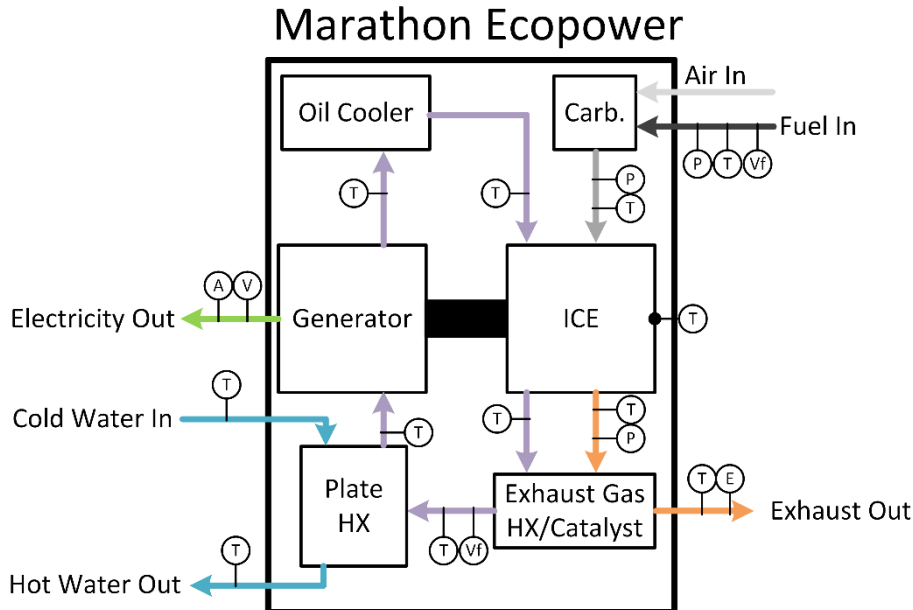 Marathon Ecopower
Air In
Oil Cooler
Carb.
Fuel In
P T Vf
P
T
T
T
A V
Electricity Out
Generator
ICE
T
T
Cold Water In
T
T
T
P
Plate
HX
Exhaust Gas
HX/Catalyst
T E
Exhaust Out
T Vf
T
Hot Water Out